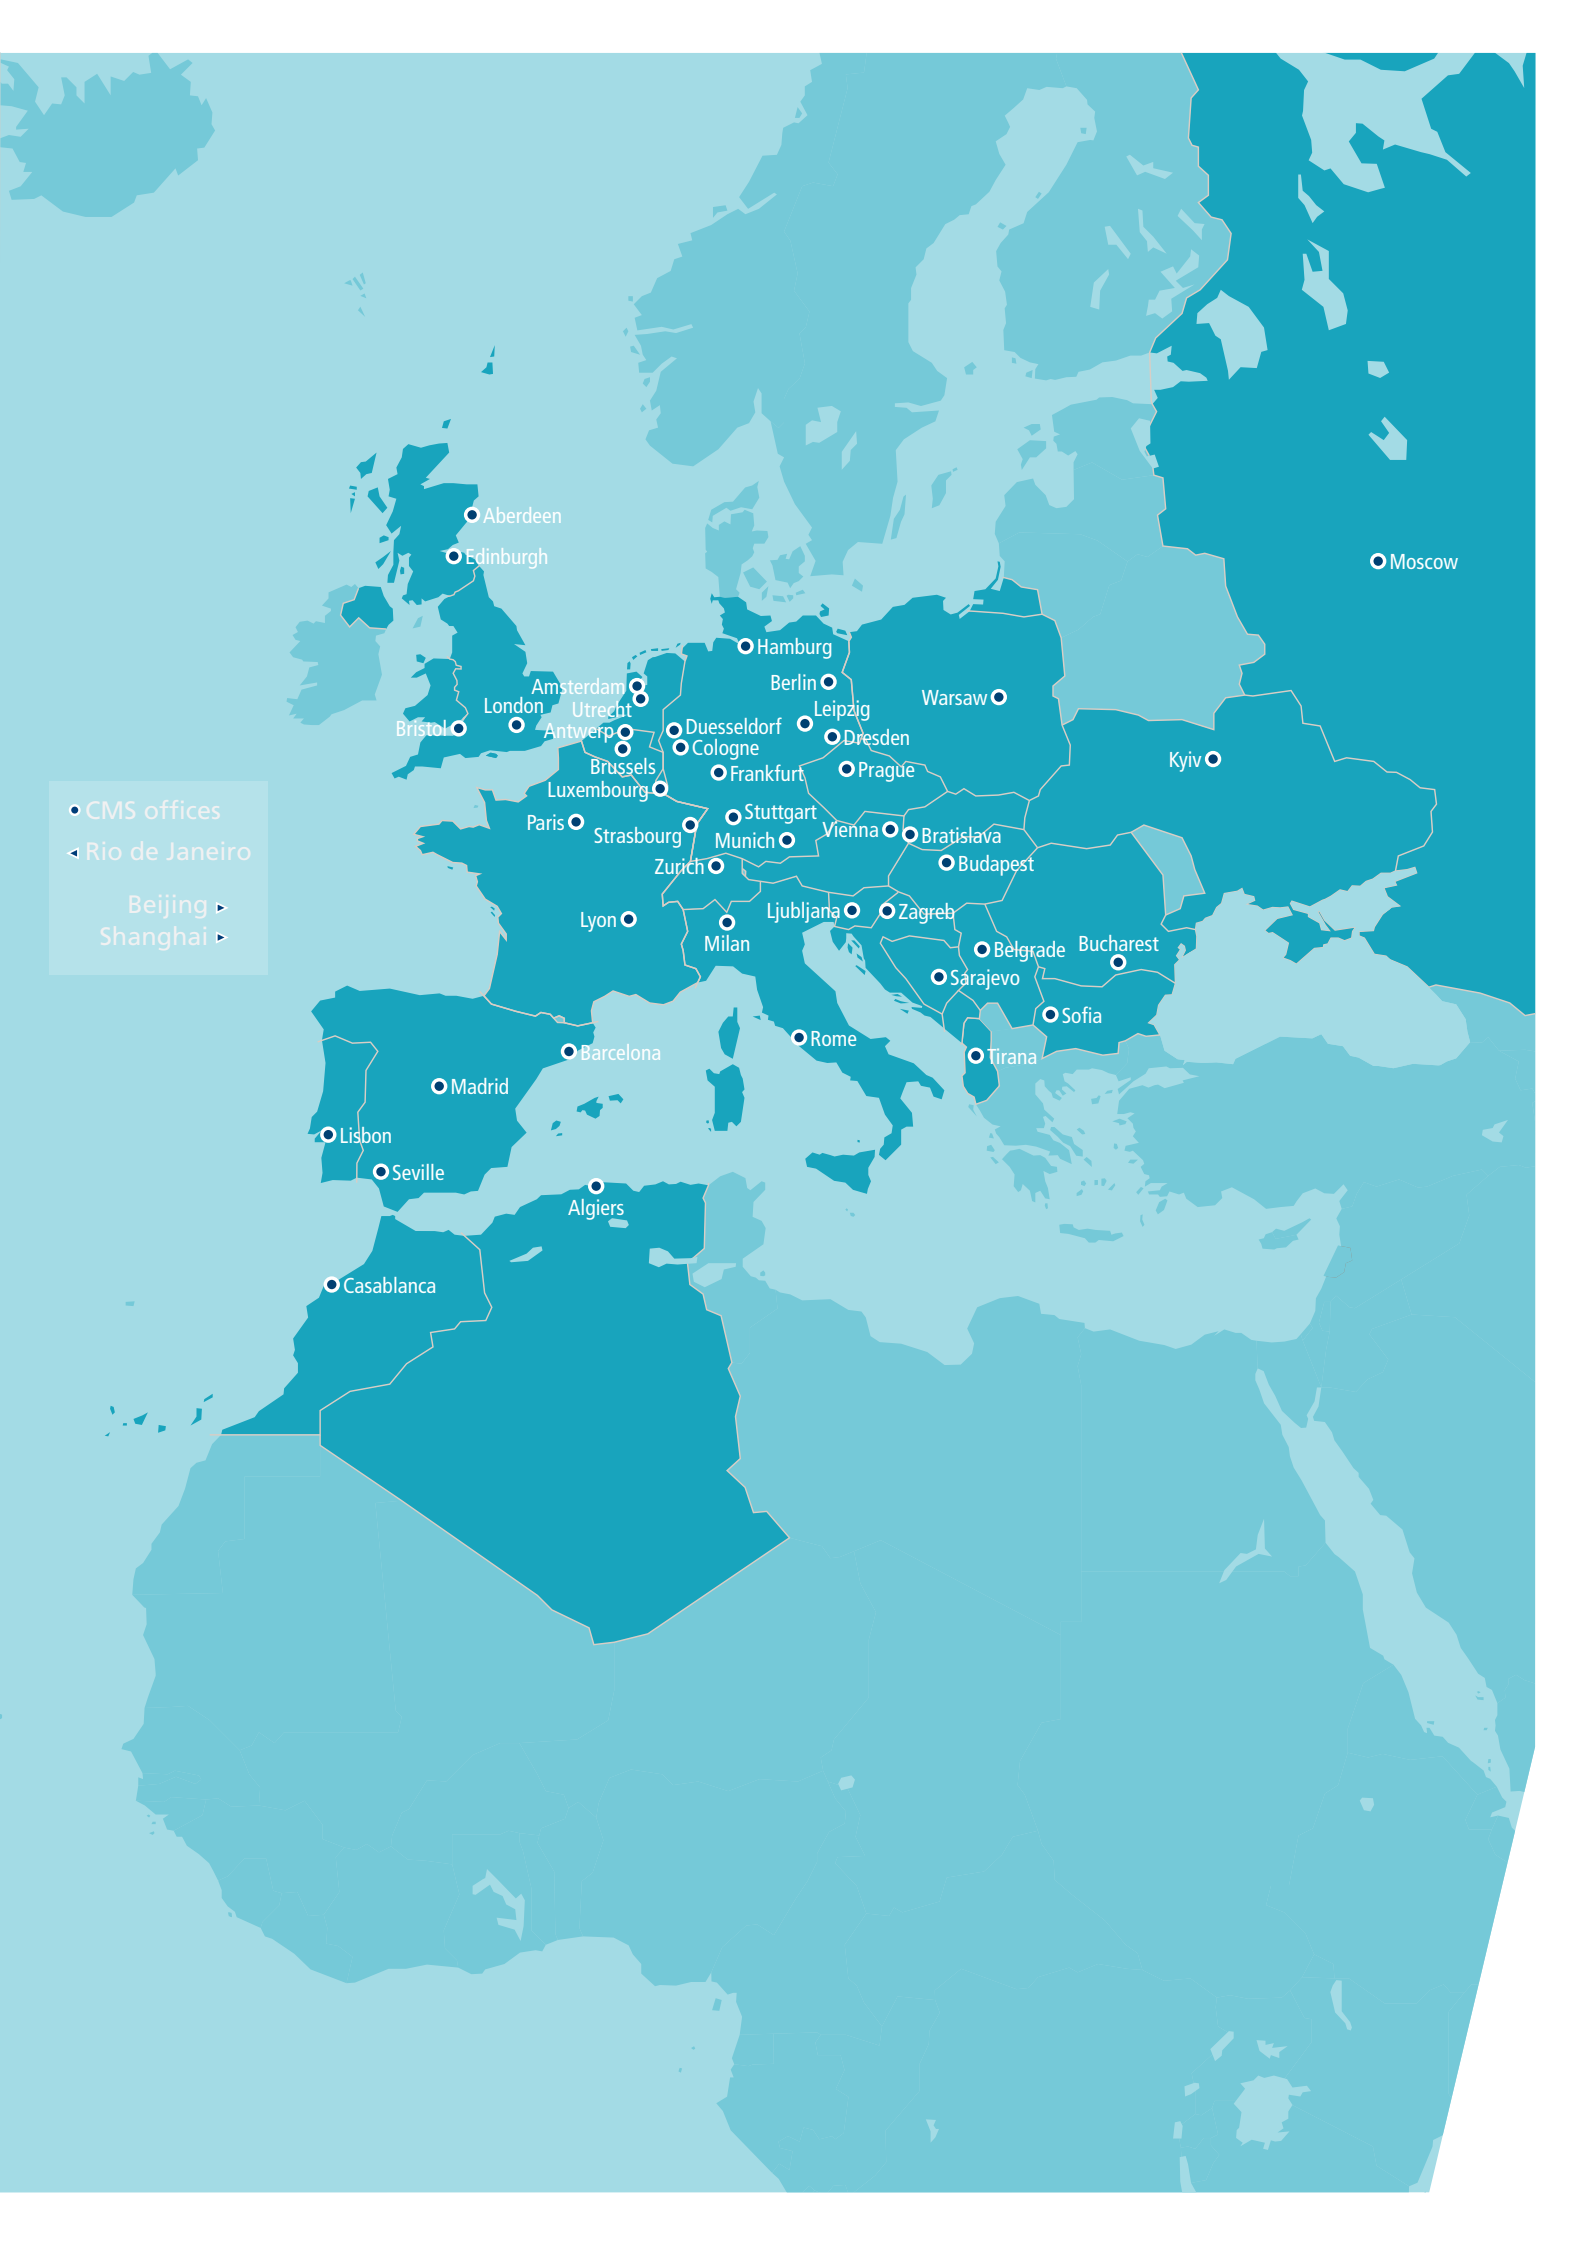 Aberdeen
Edinburgh
Moscow
Hamburg
Berlin
Amsterdam
Warsaw
London
Utrecht
Leipzig
Bristol
Antwerp
Duesseldorf
Dresden
Cologne
Kyiv
Brussels
Frankfurt
Prague
Luxembourg
CMS offices
Stuttgart
Paris
Strasbourg
Munich
Vienna
Bratislava
Rio de Janeiro
Zurich
Budapest
Beijing
Lyon
Ljubljana
Zagreb
Shanghai
Milan
Belgrade
Bucharest
Sarajevo
Sofia
Rome
Barcelona
Tirana
Madrid
Lisbon
Seville
Algiers
Casablanca